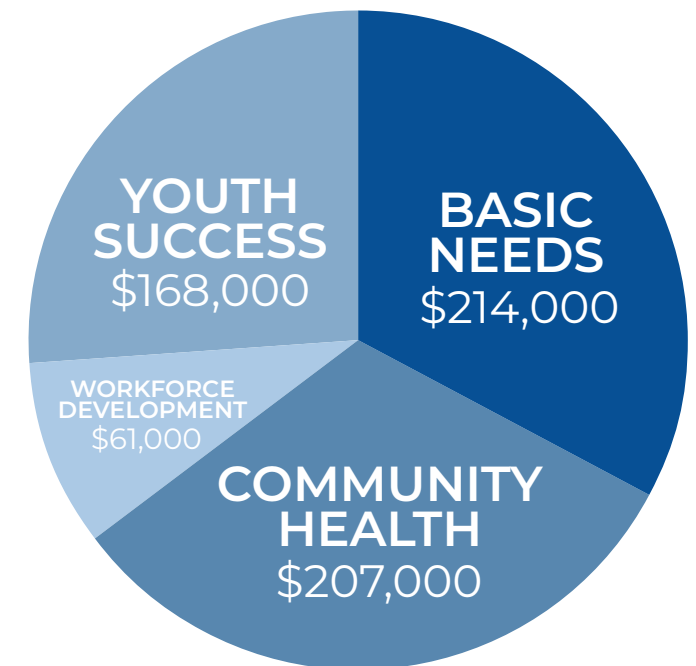 YOUTH
SUCCESS
$168,000
BASIC
NEEDS
$214,000
WORKFORCE
DEVELOPMENT
$61,000
COMMUNITY
HEALTH
$207,000